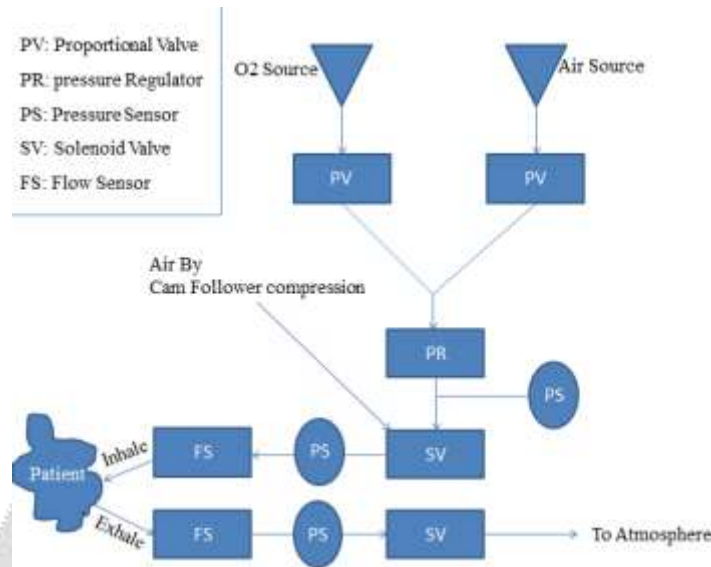 PV: Proportional Valve
PR: pressure Regulator
PS: Pressure Sensor
SV: Solenoid Valve
FS: Flow Sensor
O2 Source
Air Source
PV
PV
Air By
Cam Follower compression
PR
PS
Patient
Inhale
FS
PS
SV
Exhale
FS
PS
SV
To Atmosphere